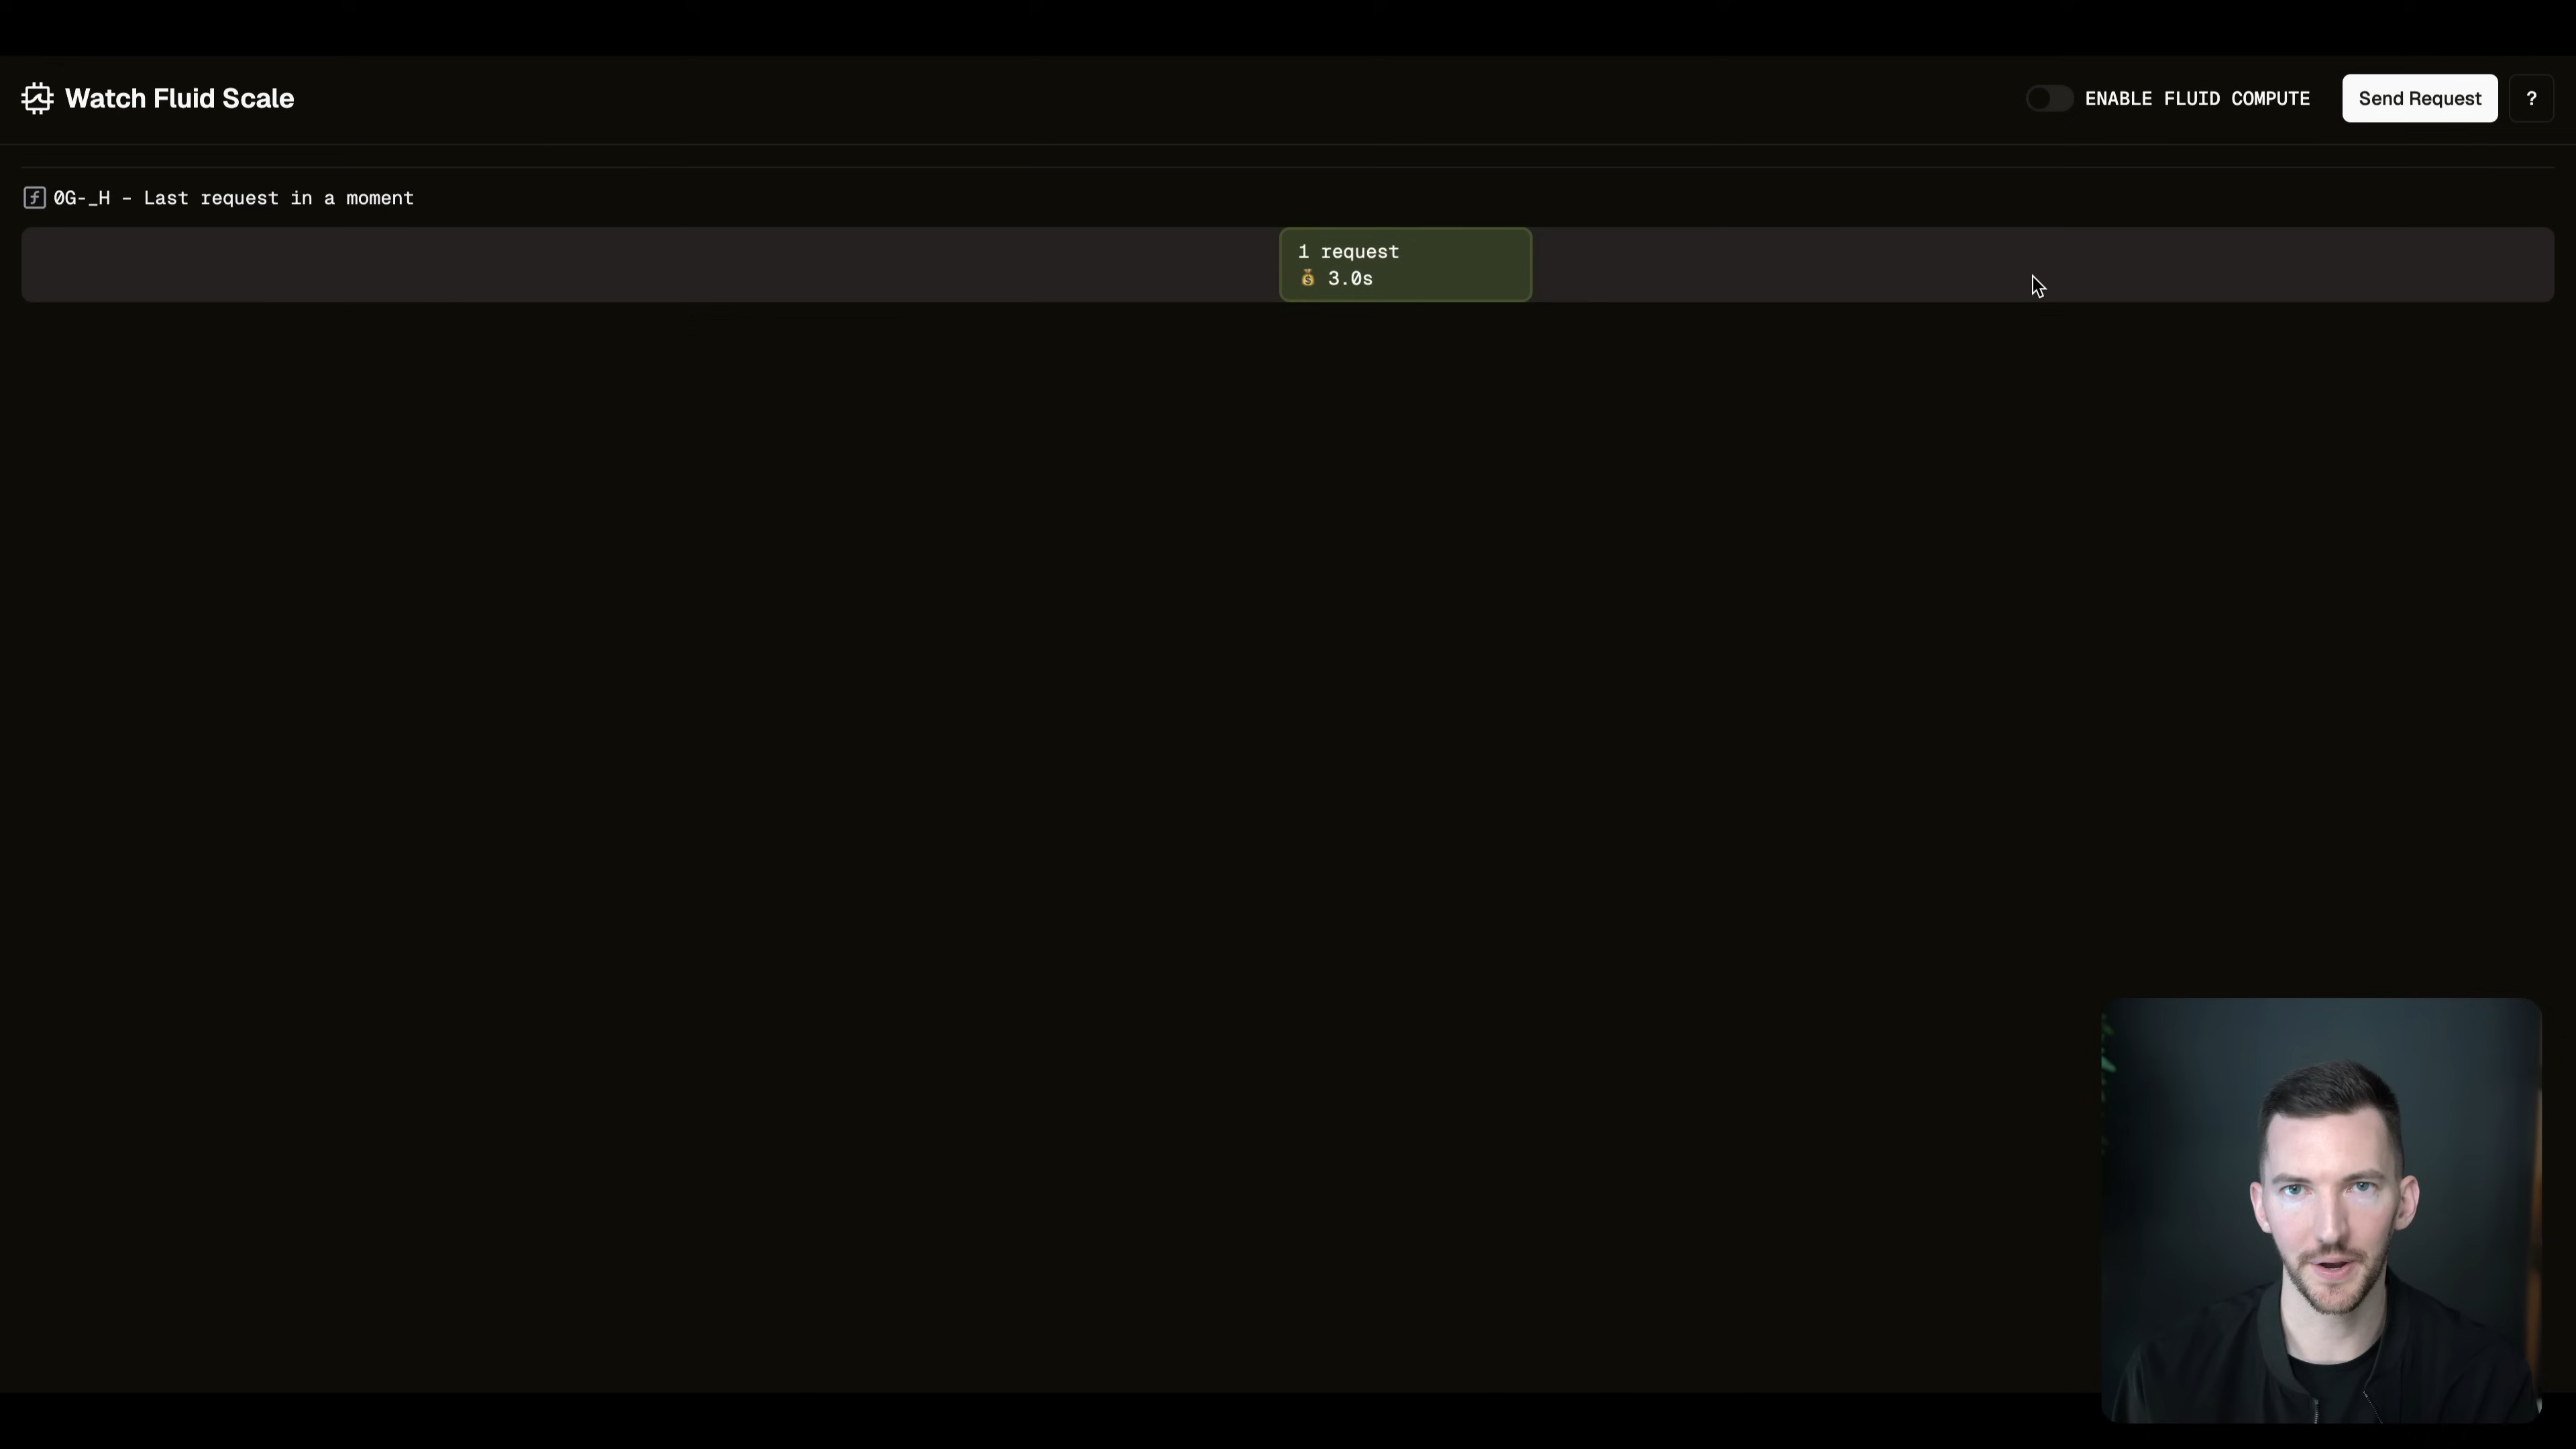 Watch Fluid Scale
ENABLE FLUID COMPUTE
Send Request
?
0G-_H - Last request in a moment
1 request
💰 3.0s